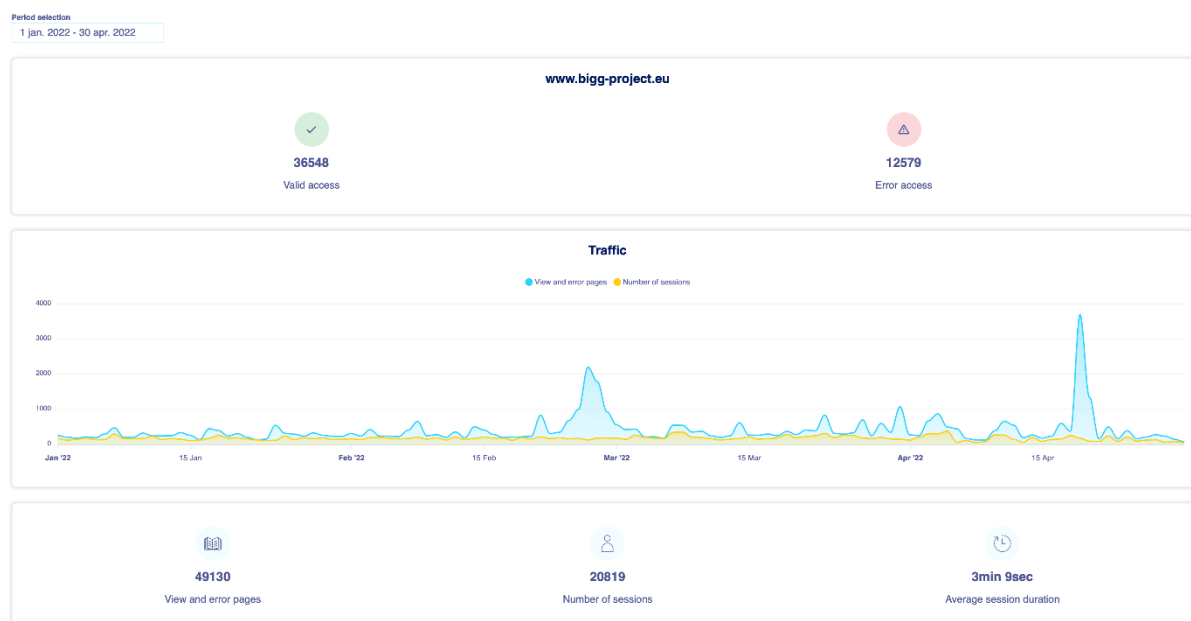 Period selection
1 jan. 2022 - 30 apr. 2022
www.bigg-project.eu
36548
Valid access
12579
Error access
Traffic
View and error pages
Number of sessions
4000
3000
2000
1000
0
Jan '22
15 Jan
Feb '22
15 Feb
Mar '22
15 Mar
Apr '22
15 Apr
49130
View and error pages
20819
Number of sessions
3min 9sec
Average session duration